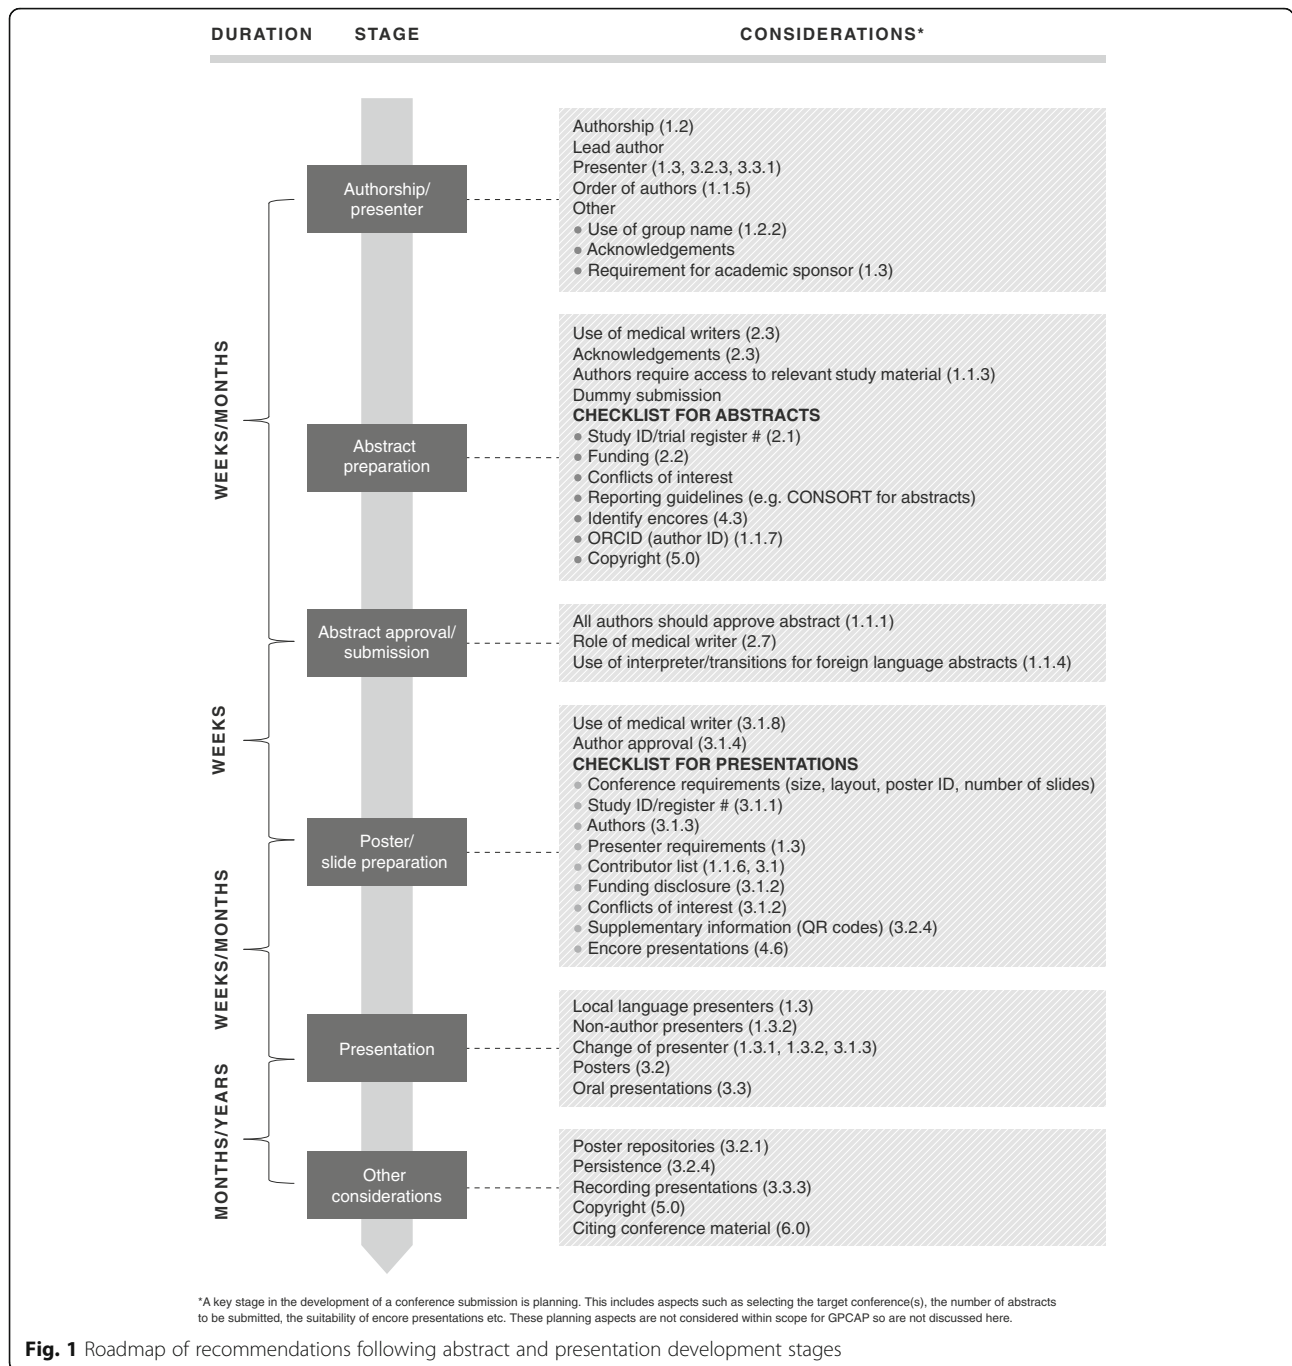 DURATION STAGE CONSIDERATIONS*
WEEKS/MONTHS
WEEKS
WEEKS/MONTHS
MONTHS/YEARS
Authorship/
presenter
Authorship (1.2)
Lead author
Presenter (1.3, 3.2.3, 3.3.1)
Order of authors (1.1.5)
Other
• Use of group name (1.2.2)
• Acknowledgements
• Requirement for academic sponsor (1.3)
Abstract
preparation
Use of medical writers (2.3)
Acknowledgements (2.3)
Authors require access to relevant study material (1.1.3)
Dummy submission
CHECKLIST FOR ABSTRACTS
• Study ID/trial register # (2.1)
• Funding (2.2)
• Conflicts of interest
• Reporting guidelines (e.g. CONSORT for abstracts)
• Identify encores (4.3)
• ORCID (author ID) (1.1.7)
• Copyright (5.0)
Abstract approval/
submission
All authors should approve abstract (1.1.1)
Role of medical writer (2.7)
Use of interpreter/transitions for foreign language abstracts (1.1.4)
Poster/
slide preparation
Use of medical writer (3.1.8)
Author approval (3.1.4)
CHECKLIST FOR PRESENTATIONS
• Conference requirements (size, layout, poster ID, number of slides)
• Study ID/register # (3.1.1)
• Authors (3.1.3)
• Presenter requirements (1.3)
• Contributor list (1.1.6, 3.1)
• Funding disclosure (3.1.2)
• Conflicts of interest (3.1.2)
• Supplementary information (QR codes) (3.2.4)
• Encore presentations (4.6)
Presentation
Local language presenters (1.3)
Non-author presenters (1.3.2)
Change of presenter (1.3.1, 1.3.2, 3.1.3)
Posters (3.2)
Oral presentations (3.3)
Other
considerations
Poster repositories (3.2.1)
Persistence (3.2.4)
Recording presentations (3.3.3)
Copyright (5.0)
Citing conference material (6.0)
*A key stage in the development of a conference submission is planning. This includes aspects such as selecting the target conference(s), the number of abstracts
to be submitted, the suitability of encore presentations etc. These planning aspects are not considered within scope for GPCAP so are not discussed here.
Fig. 1 Roadmap of recommendations following abstract and presentation development stages